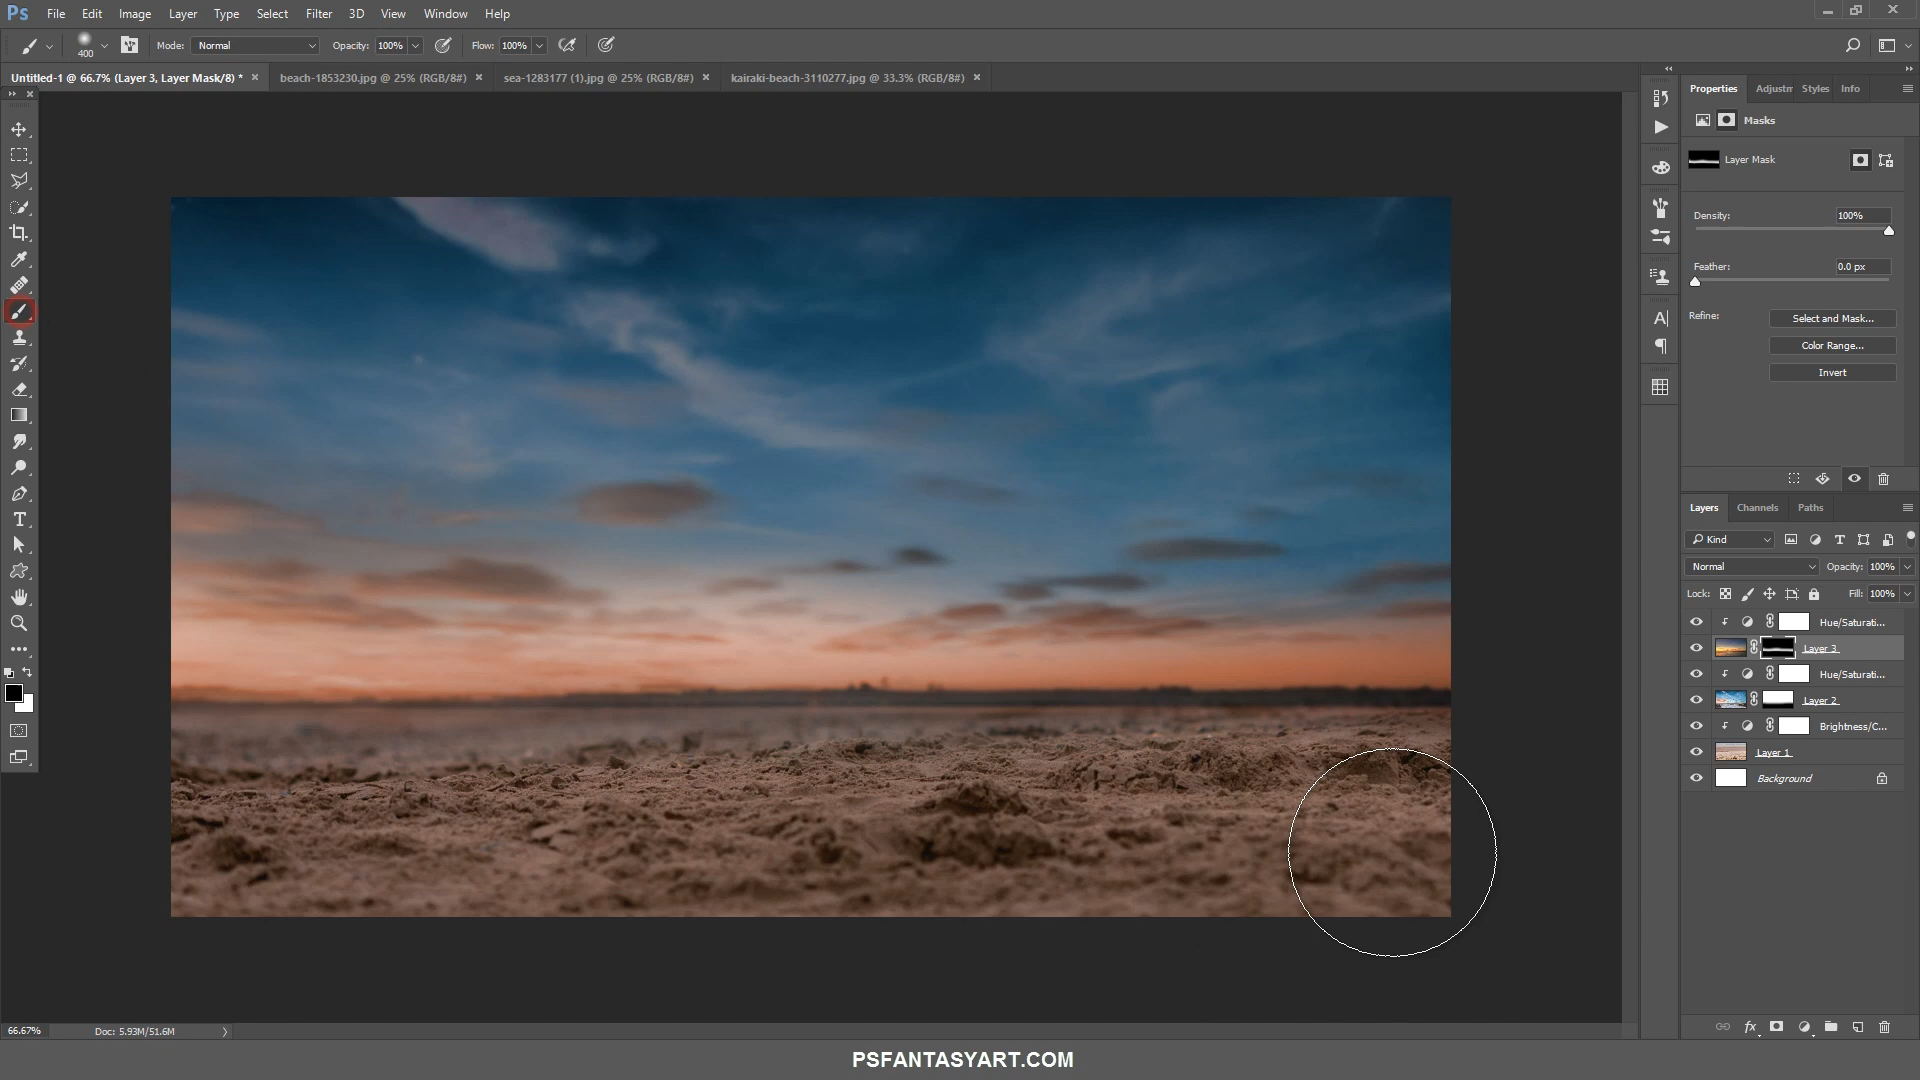 Ps File Edit Image Layer Type Select Filter 3D View Window Help
400 Mode: Normal Opacity: 100% Flow: 100%
Untitled-1 @ 66.7% (Layer 3, Layer Mask/8) * beach-1853230.jpg @ 25% (RGB/8#) sea-1283177 (1).jpg @ 25% (RGB/8#) kairaki-beach-3110277.jpg @ 33.3% (RGB/8#)
Properties Adjustm Styles Info
Masks
Layer Mask
Density: 100%
Feather: 0.0 px
Refine: Select and Mask...
Color Range...
Invert
Layers Channels Paths
Kind
Normal Opacity: 100%
Lock: Fill: 100%
Hue/Saturati...
Layer 3
Hue/Saturati...
Layer 2
Brightness/C...
Layer 1
Background
66.67% Doc: 5.93M/51.6M
PSFANTASYART.COM